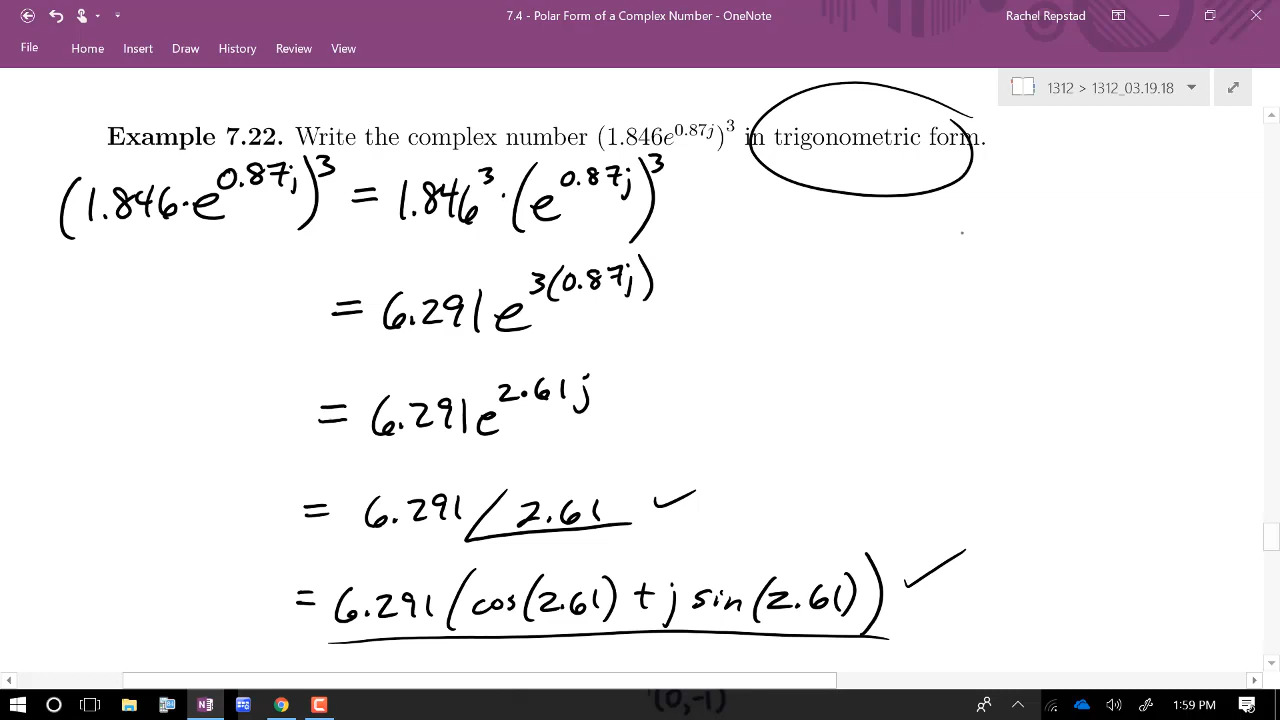 7.4 - Polar Form of a Complex Number - OneNote
Rachel Repstad
File Home Insert Draw History Review View
1312 > 1312_03.19.18
Example 7.22. Write the complex number (1.846e^{0.87j})^3 in trigonometric form.
(1.846·e^{0.87j})^3 = 1.846^3·(e^{0.87j})^3
= 6.291e^{3(0.87j)}
= 6.291e^{2.61j}
= 6.291∠2.61 ✓
= 6.291(cos(2.61) + j sin(2.61)) ✓
(0,-1)
1:59 PM